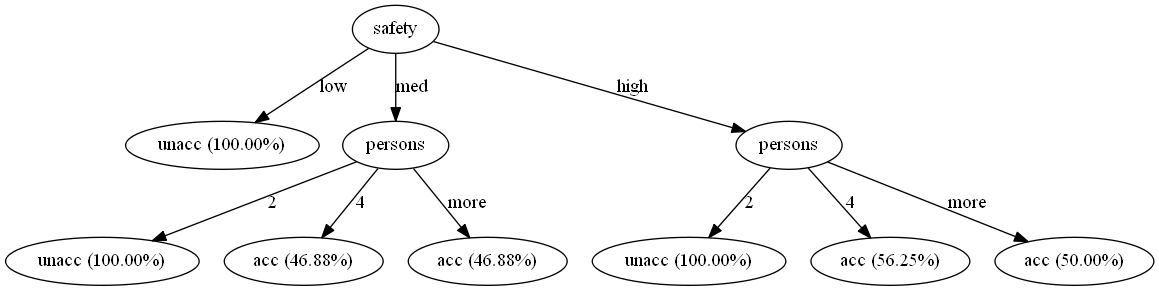 safety
low
med
high
unacc (100.00%)
persons
persons
2
4
more
2
4
more
unacc (100.00%)
acc (46.88%)
acc (46.88%)
unacc (100.00%)
acc (56.25%)
acc (50.00%)